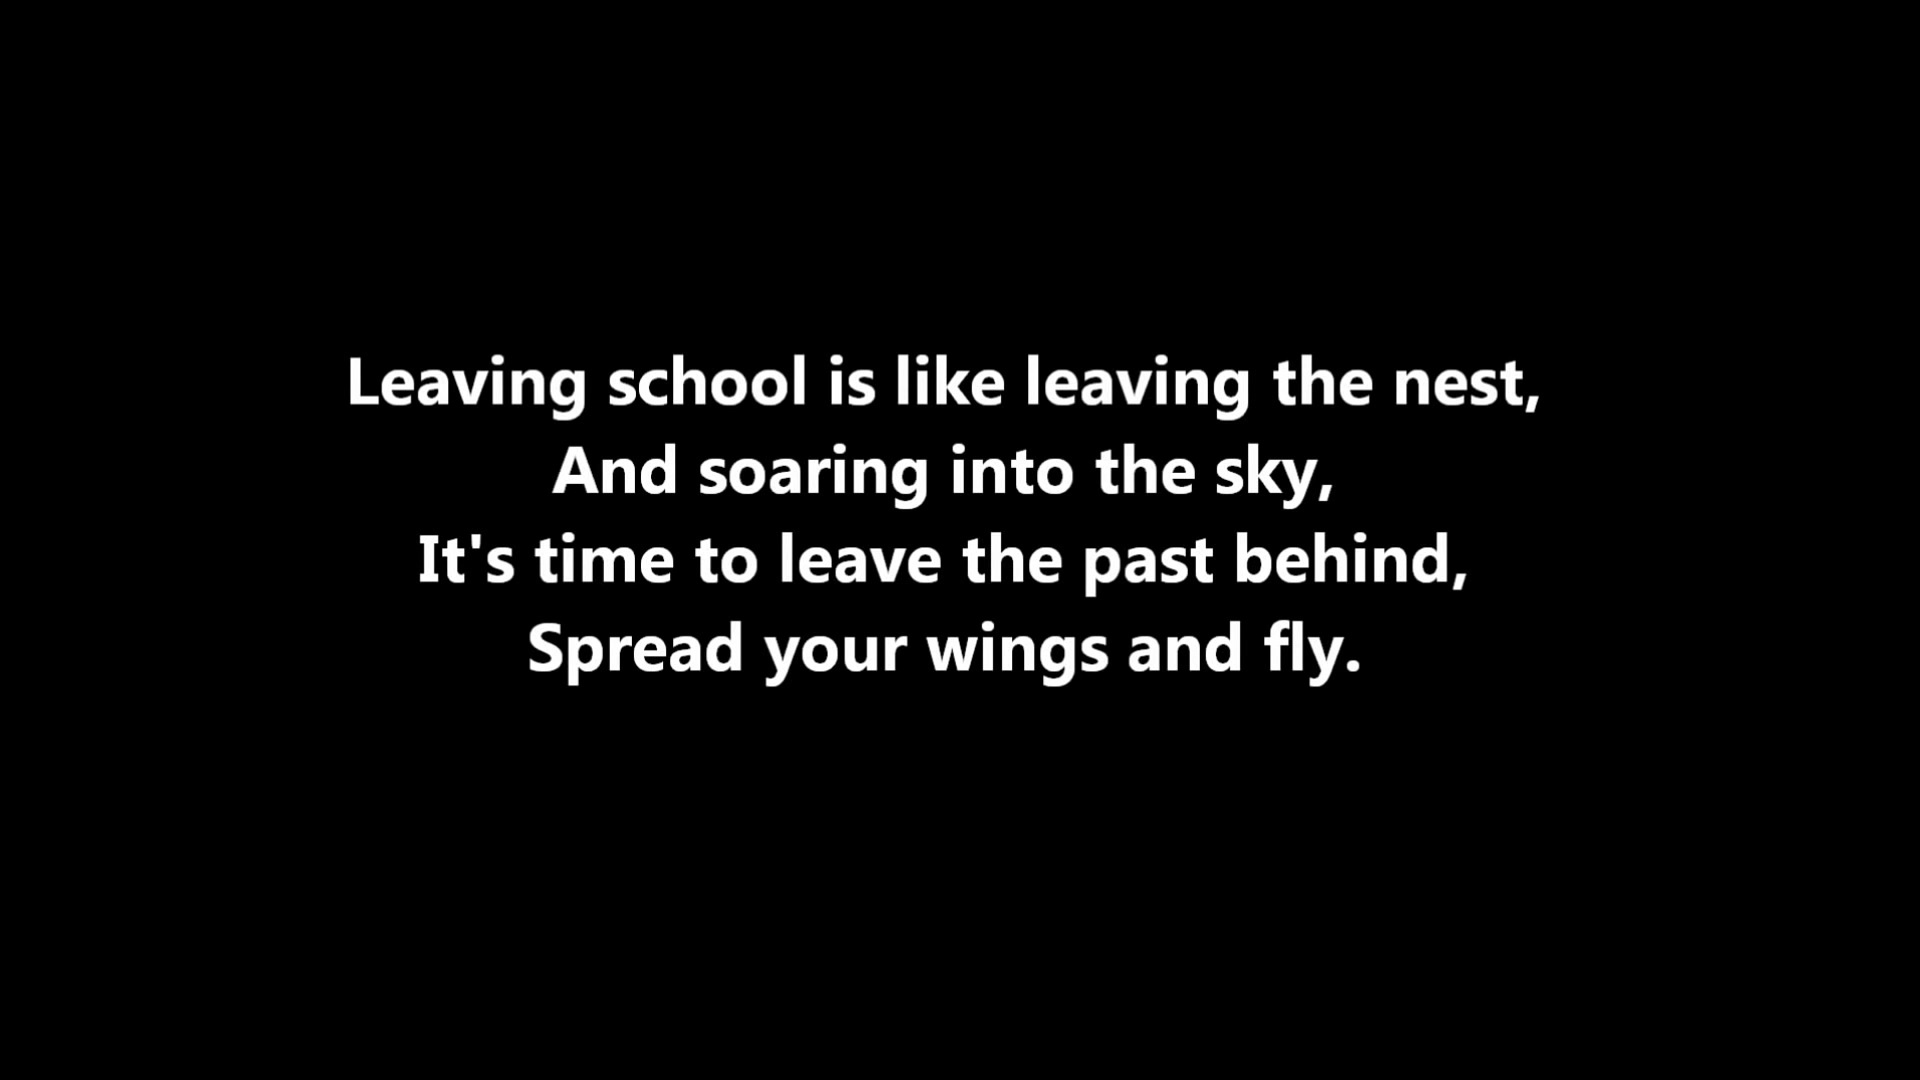 Leaving school is like leaving the nest,
And soaring into the sky,
It's time to leave the past behind,
Spread your wings and fly.